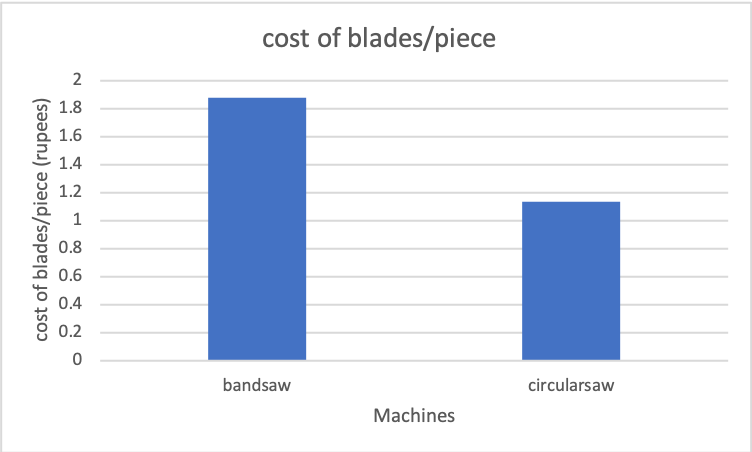 cost of blades/piece
cost of blades/piece (rupees)
2
1.8
1.6
1.4
1.2
1
0.8
0.6
0.4
0.2
0
bandsaw circularsaw
Machines